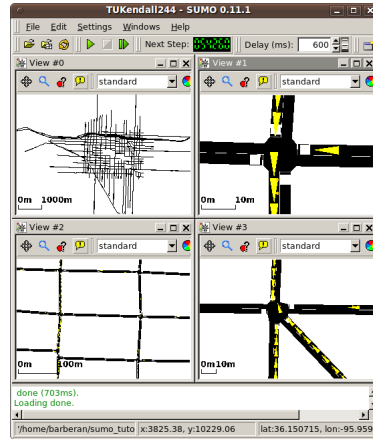 TUKendall244 - SUMO 0.11.1
File Edit Settings Windows Help
Next Step: Delay (ms): 600
View #0
standard
0m 1000m
View #1
standard
0m 10m
View #2
standard
0m 100m
View #3
standard
0m 10m
done (703ms).
Loading done.
'/home/barberan/sumo_tuto x:3825.38, y:10229.06 lat:36.150715, lon:-95.959